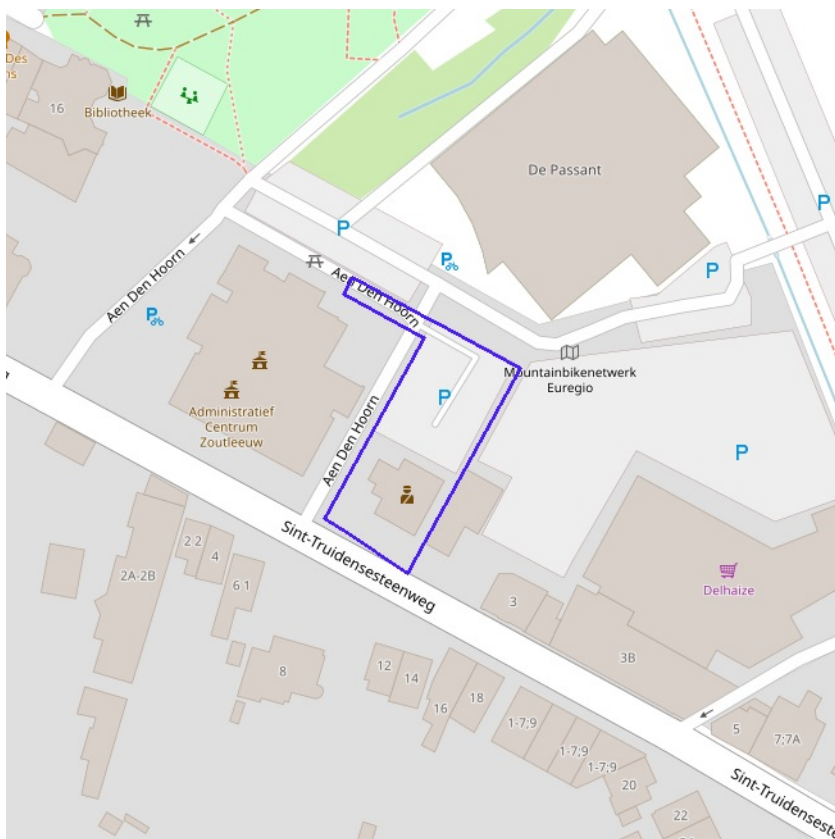 Des
ns
16
Bibliotheek
De Passant
P
P
P
P
Aen Den Hoorn
Aen Den Hoorn
P
Mountainbikenetwerk
Euregio
P
Administratief
Centrum
Zoutleeuw
Aen Den Hoorn
P
Sint-Truidensesteenweg
2A-2B
2 2
4
6 1
Delhaize
3
3B
8
12
14
16
18
1-7;9
1-7;9
1-7;9
20
22
5
7;7A
Sint-Truidenseste